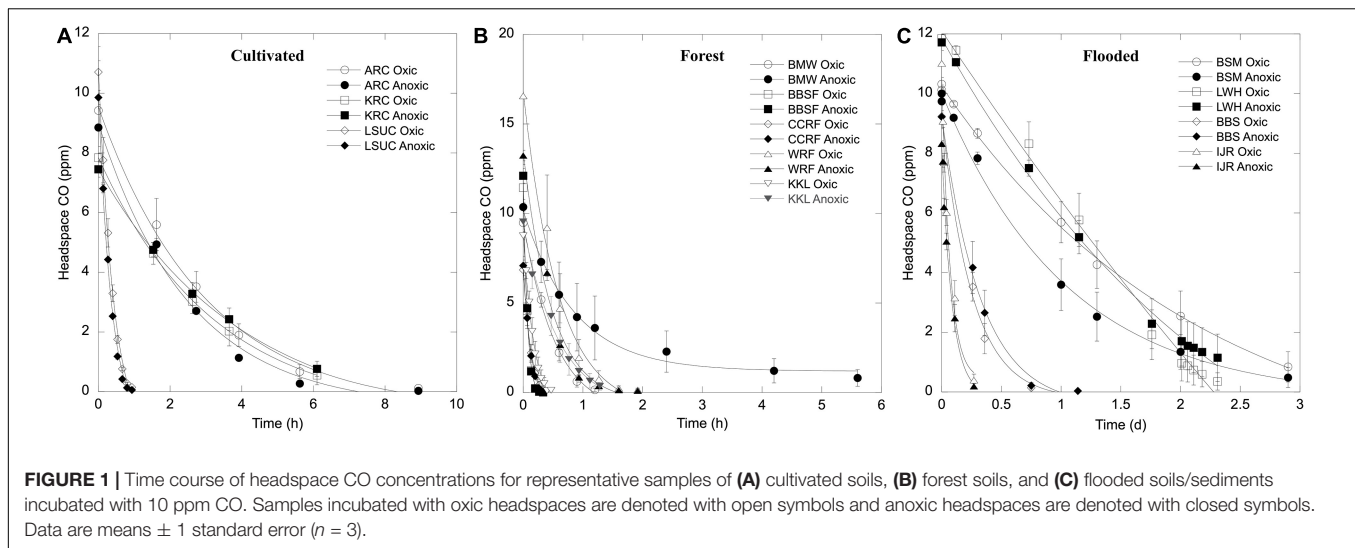 A
Cultivated
12
10
8
6
4
2
0
Headspace CO (ppm)
0 2 4 6 8 10
Time (h)
ARC Oxic
ARC Anoxic
KRC Oxic
KRC Anoxic
LSUC Oxic
LSUC Anoxic
B
Forest
20
15
10
5
0
Headspace CO (ppm)
0 1 2 3 4 5 6
Time (h)
BMW Oxic
BMW Anoxic
BBSF Oxic
BBSF Anoxic
CCRF Oxic
CCRF Anoxic
WRF Oxic
WRF Anoxic
KKL Oxic
KKL Anoxic
C
Flooded
12
10
8
6
4
2
0
Headspace CO (ppm)
0 0.5 1 1.5 2 2.5 3
Time (d)
BSM Oxic
BSM Anoxic
LWH Oxic
LWH Anoxic
BBS Oxic
BBS Anoxic
IJR Oxic
IJR Anoxic
FIGURE 1 | Time course of headspace CO concentrations for representative samples of (A) cultivated soils, (B) forest soils, and (C) flooded soils/sediments
incubated with 10 ppm CO. Samples incubated with oxic headspaces are denoted with open symbols and anoxic headspaces are denoted with closed symbols.
Data are means ± 1 standard error (n = 3).